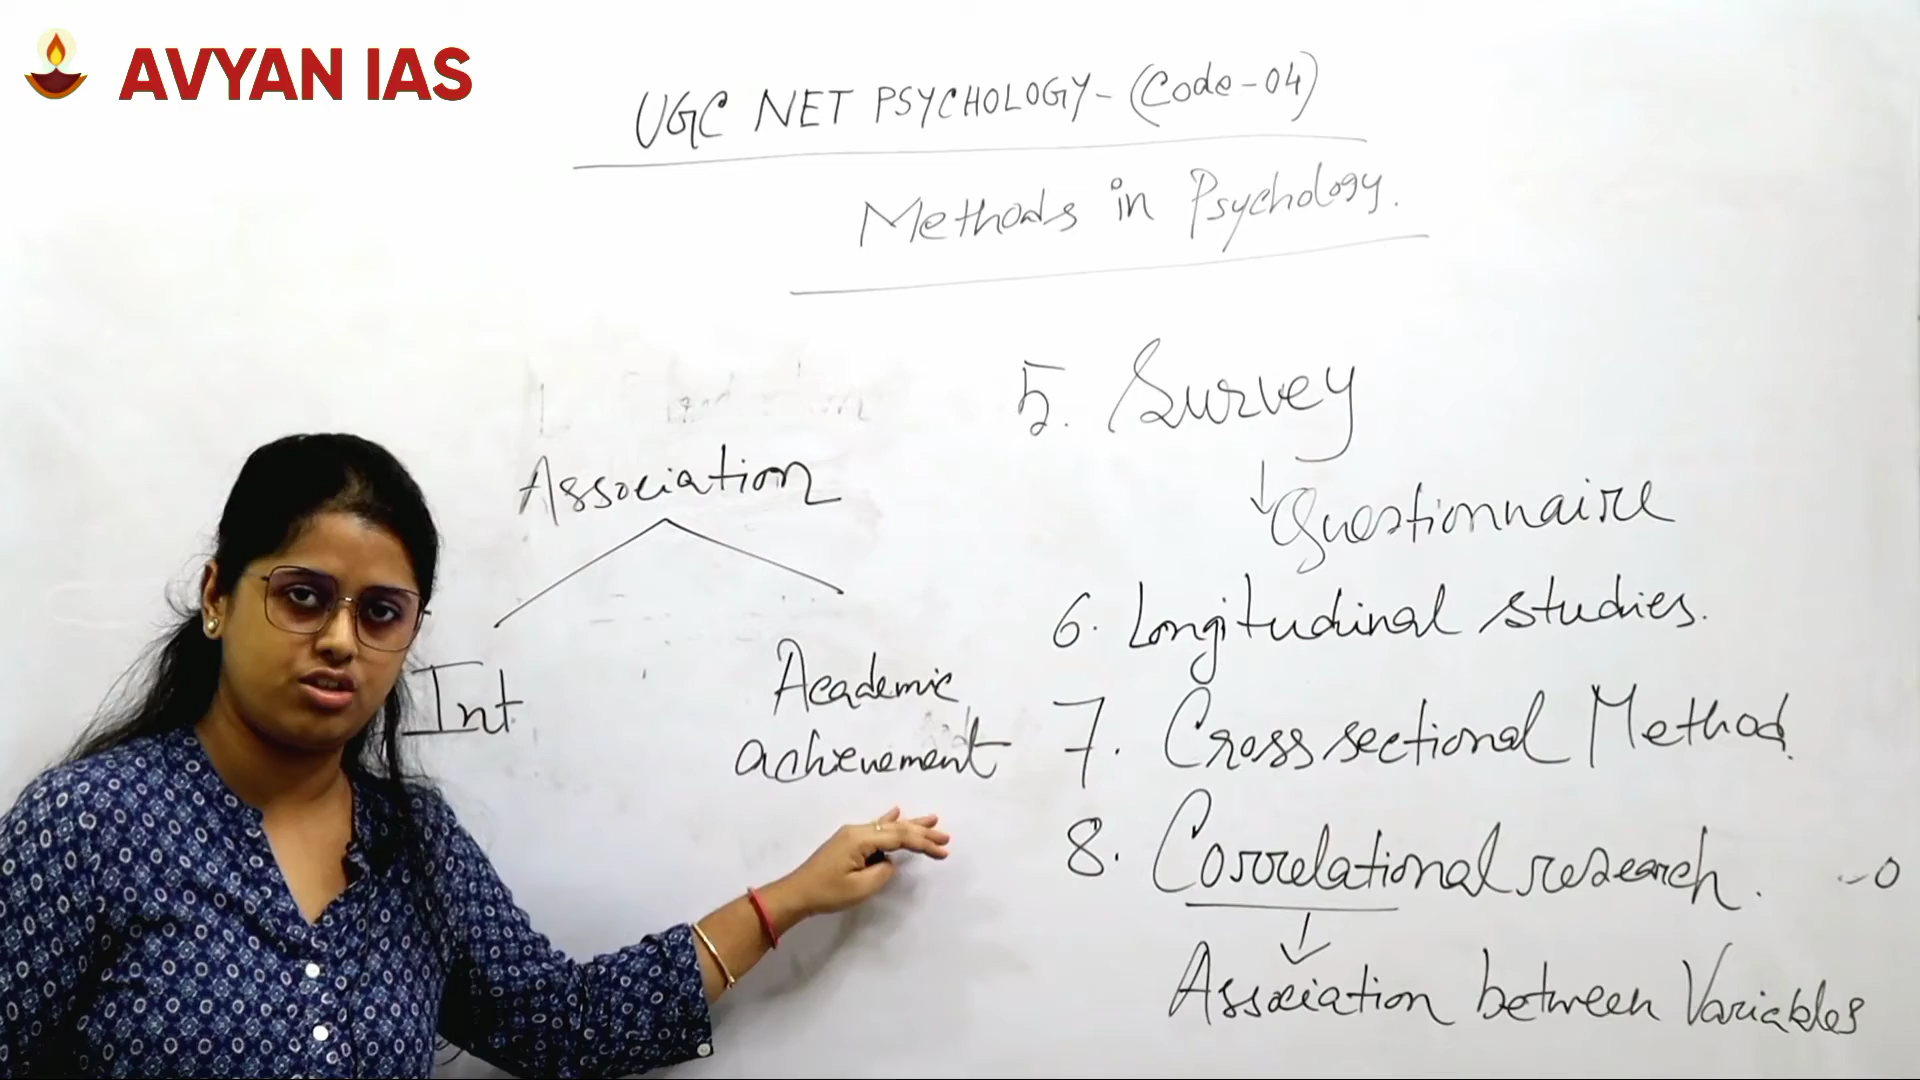 AVYAN IAS
UGC NET PSYCHOLOGY - (Code - 04)
Methods in Psychology.
5. Survey
↓ Questionnaire
6. Longitudinal studies.
7. Cross sectional Method.
8. Correlational research.
↓
Association between Variables
Association
Int
Academic
achievement